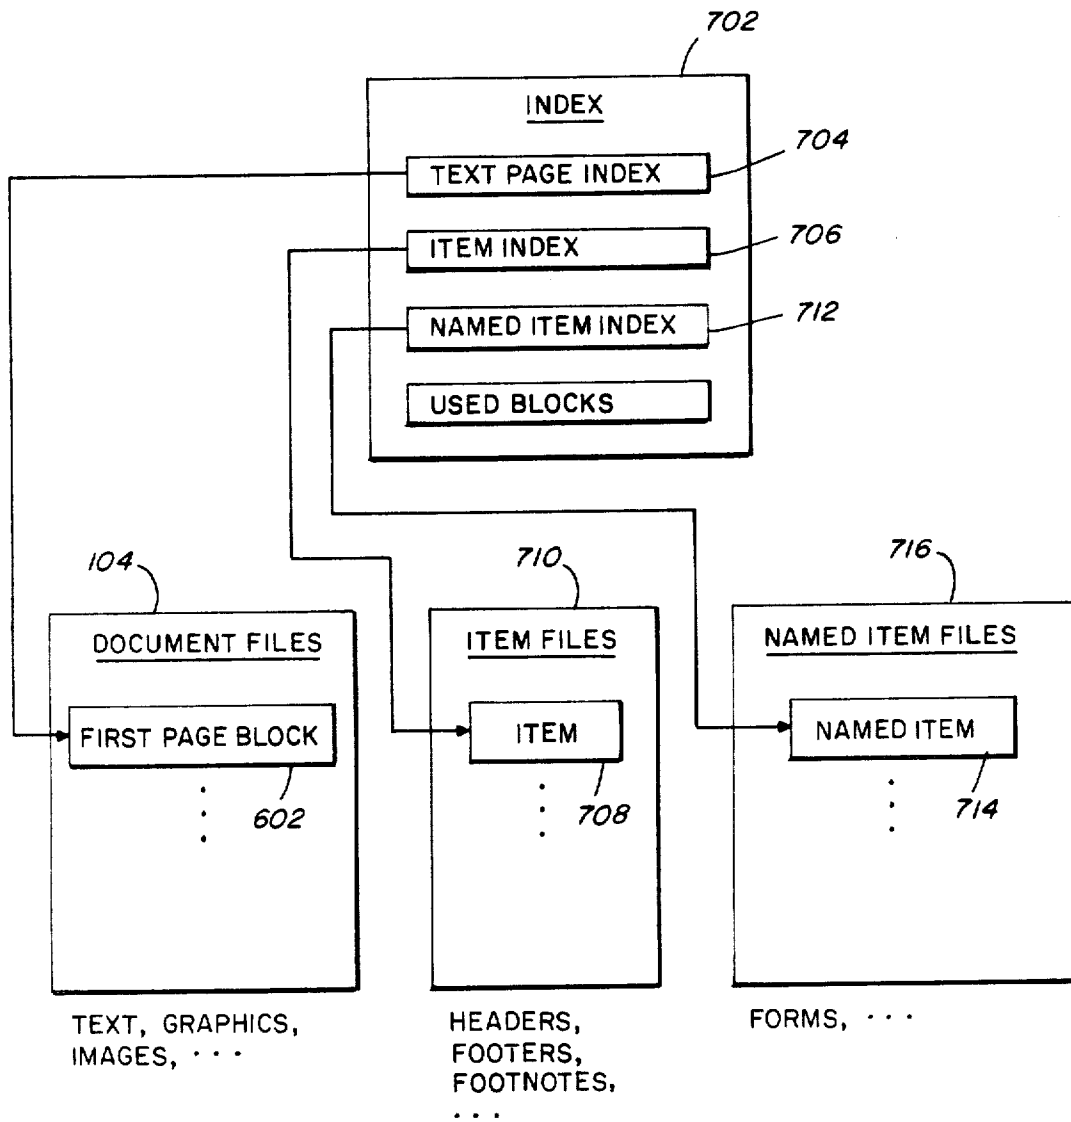 702
INDEX
704
TEXT PAGE INDEX
706
ITEM INDEX
712
NAMED ITEM INDEX
USED BLOCKS
104
710
716
DOCUMENT FILES
ITEM FILES
NAMED ITEM FILES
FIRST PAGE BLOCK
ITEM
NAMED ITEM
602
708
714
TEXT, GRAPHICS,
IMAGES, · · ·
HEADERS,
FOOTERS,
FOOTNOTES,
· · ·
FORMS, · · ·